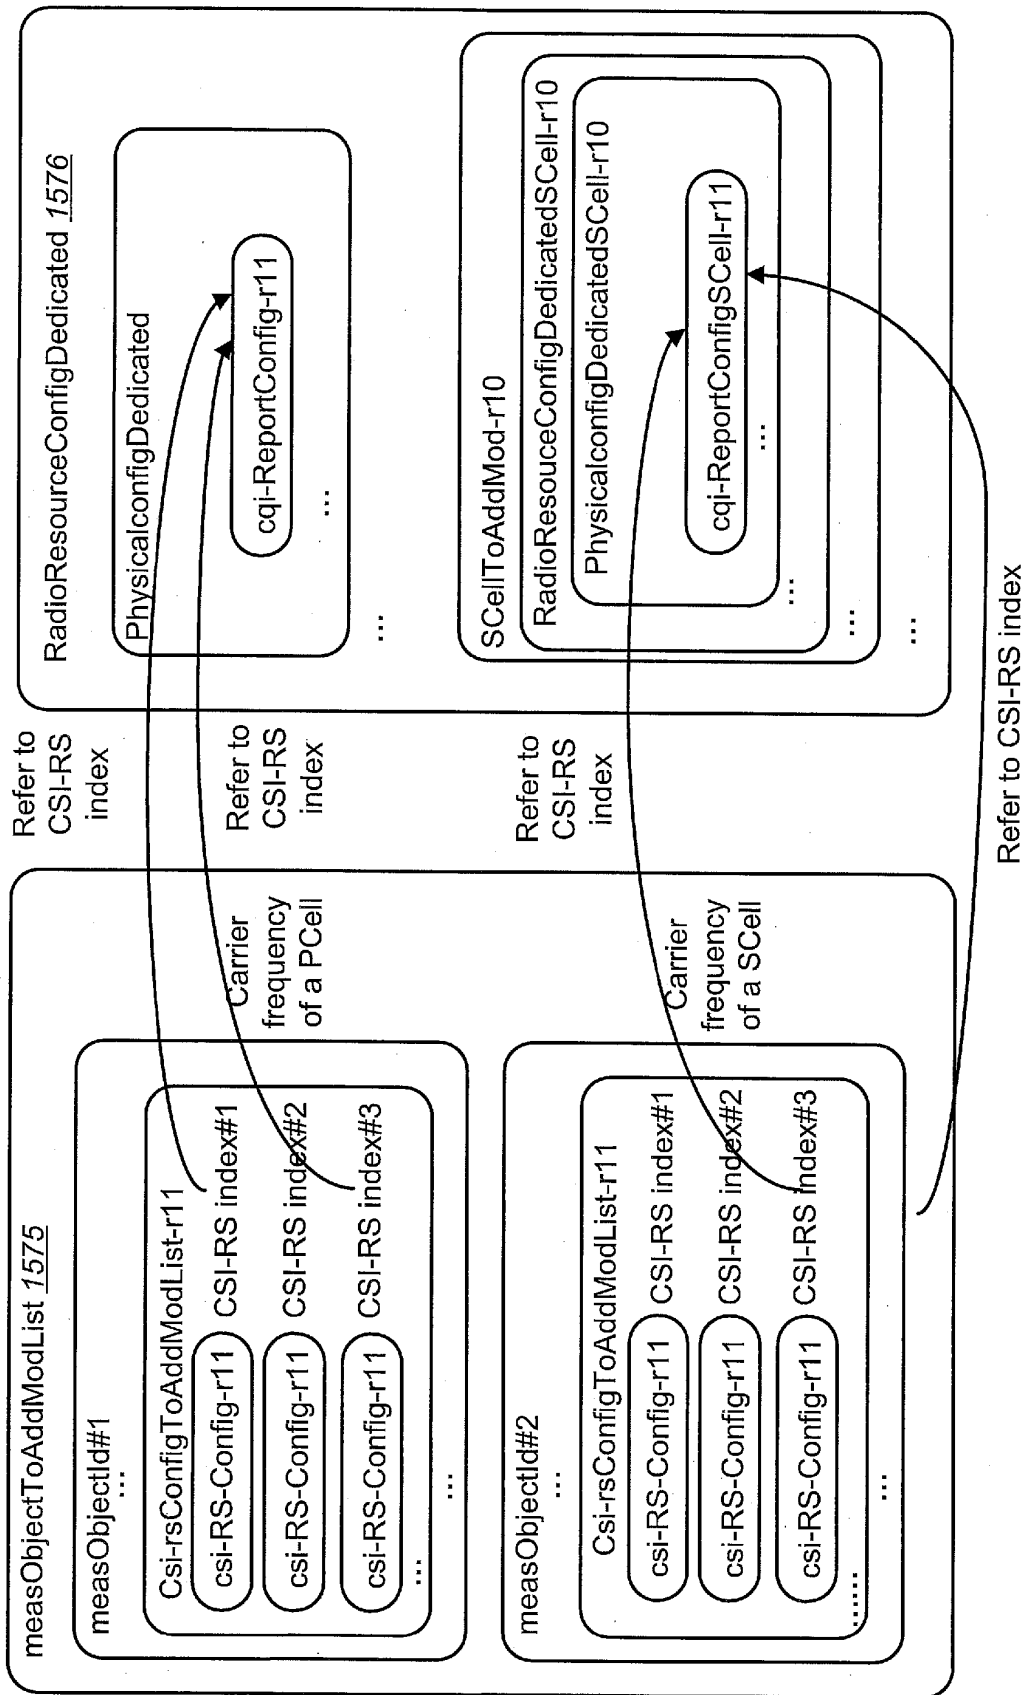 measObjectToAddModList 1575
measObjectId#1
...
Csi-rsConfigToAddModList-r11
csi-RS-Config-r11 CSI-RS index#1
csi-RS-Config-r11 CSI-RS index#2
csi-RS-Config-r11 CSI-RS index#3
...
...
Carrier
frequency
of a PCell
measObjectId#2
...
Csi-rsConfigToAddModList-r11
csi-RS-Config-r11 CSI-RS index#1
csi-RS-Config-r11 CSI-RS index#2
csi-RS-Config-r11 CSI-RS index#3
......
...
Carrier
frequency
of a SCell
Refer to
CSI-RS
index
Refer to
CSI-RS
index
Refer to
CSI-RS
index
Refer to CSI-RS index
RadioResourceConfigDedicated 1576
PhysicalconfigDedicated
cqi-ReportConfig-r11
...
...
SCellToAddMod-r10
RadioResouceConfigDedicatedSCell-r10
PhysicalconfigDedicatedSCell-r10
cqi-ReportConfigSCell-r11
...
...
...
...